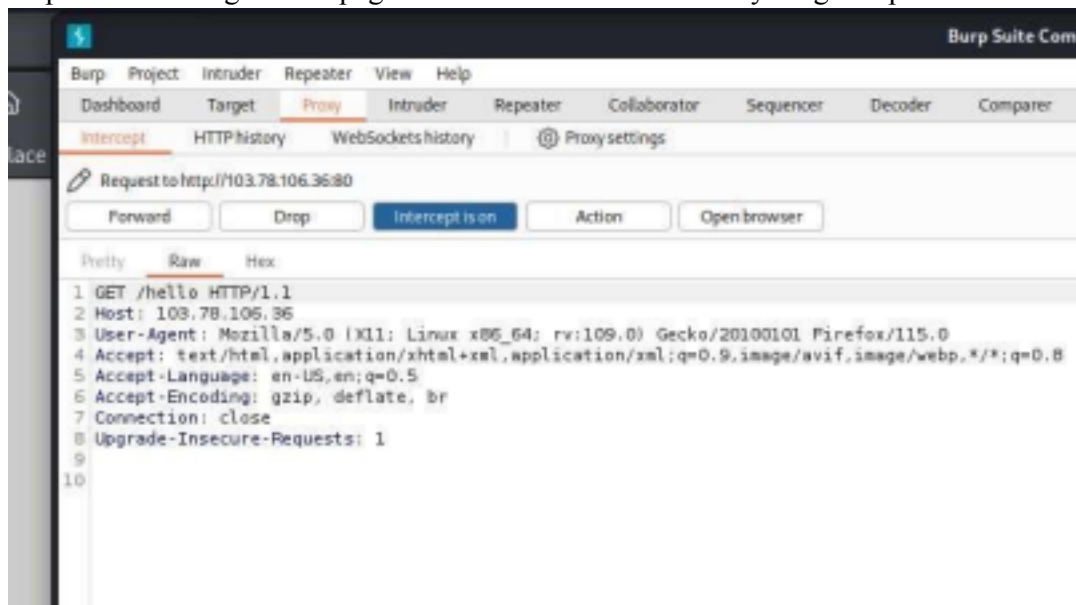 Burp Suite Com
Burp Project Intruder Repeater View Help
Dashboard Target Proxy Intruder Repeater Collaborator Sequencer Decoder Comparer
Intercept HTTP history WebSockets history Proxy settings
lace
Request to http://103.78.106.36:80
Forward Drop Intercept is on Action Open browser
Pretty Raw Hex
1 GET /hello HTTP/1.1
2 Host: 103.78.106.36
3 User-Agent: Mozilla/5.0 (X11; Linux x86_64; rv:109.0) Gecko/20100101 Firefox/115.0
4 Accept: text/html,application/xhtml+xml,application/xml;q=0.9,image/avif,image/webp,*/*;q=0.8
5 Accept-Language: en-US,en;q=0.5
6 Accept-Encoding: gzip, deflate, br
7 Connection: close
8 Upgrade-Insecure-Requests: 1
9
10